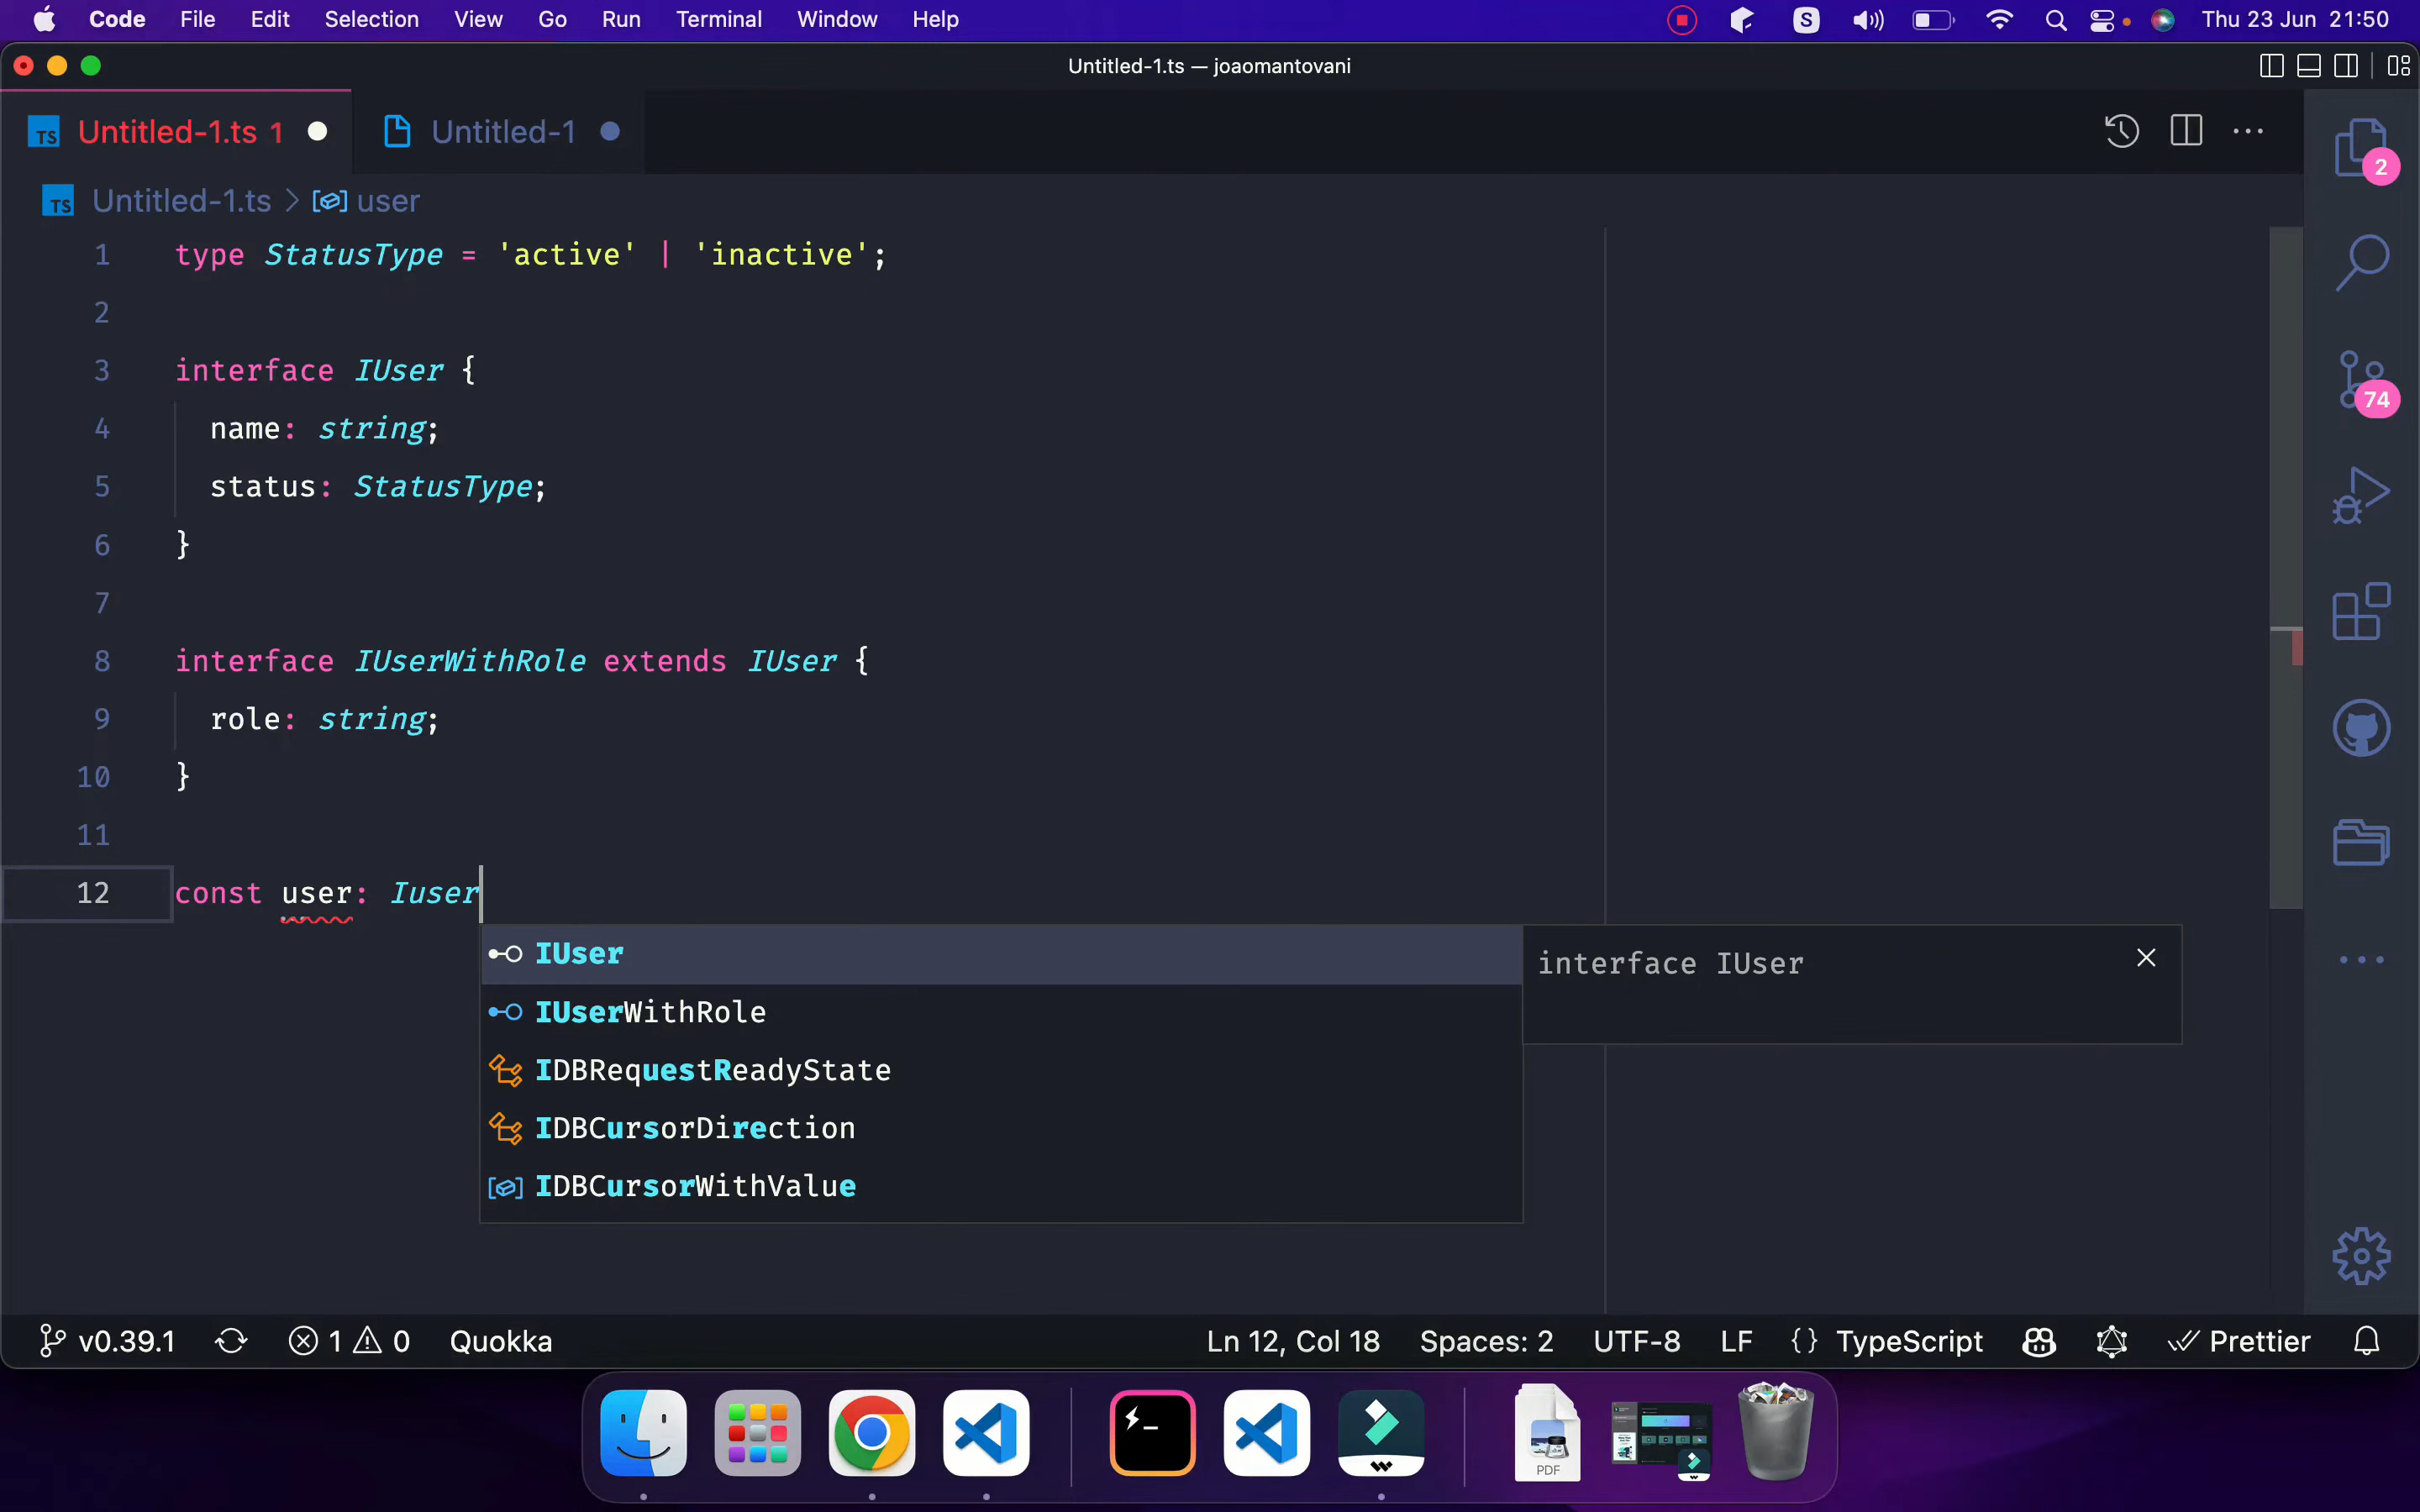 Code File Edit Selection View Go Run Terminal Window Help S Thu 23 Jun 21:50
Untitled-1.ts — joaomantovani
TS Untitled-1.ts 1 Untitled-1
2
TS Untitled-1.ts > user
1 type StatusType = 'active' | 'inactive';
2
3 interface IUser {
74
4 name: string;
5 status: StatusType;
6 }
7
8 interface IUserWithRole extends IUser {
9 role: string;
10 }
11
12 const user: Iuser
IUser interface IUser
IUserWithRole
IDBRequestReadyState
IDBCursorDirection
IDBCursorWithValue
v0.39.1 1 0 Quokka Ln 12, Col 18 Spaces: 2 UTF-8 LF {} TypeScript Prettier
PDF